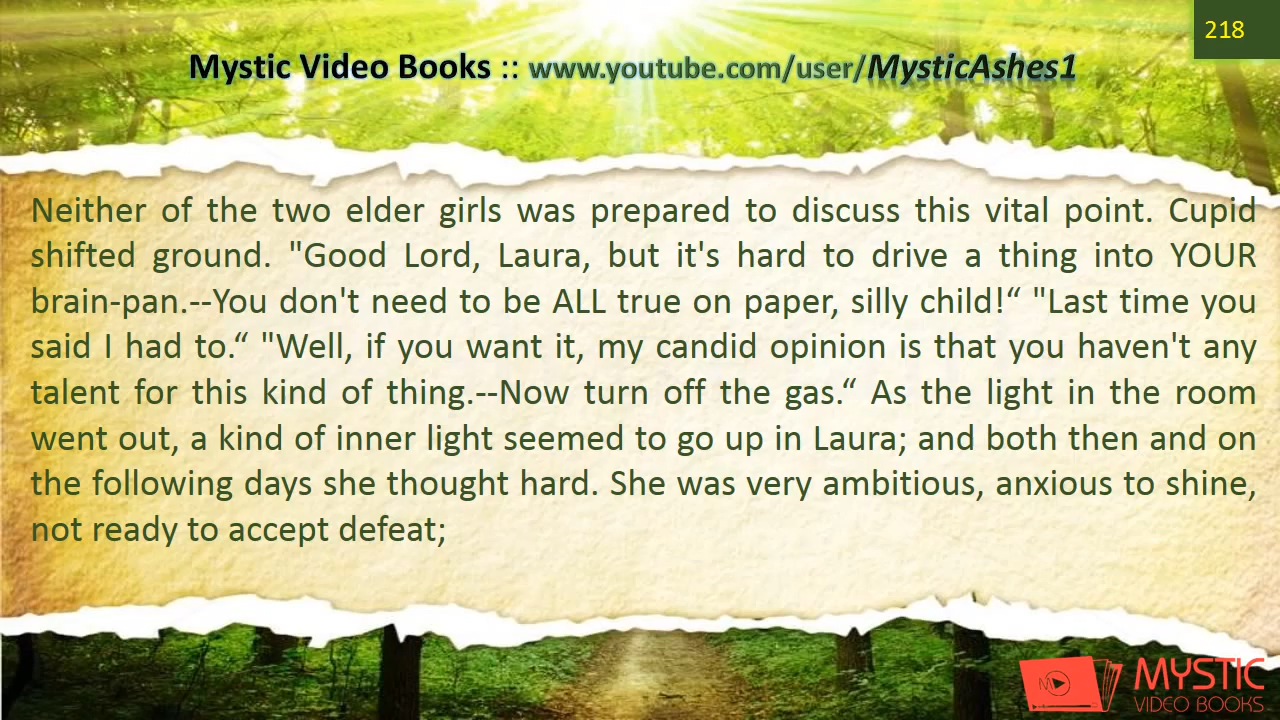 218
Mystic Video Books :: www.youtube.com/user/MysticAshes1
Neither of the two elder girls was prepared to discuss this vital point. Cupid
shifted ground. "Good Lord, Laura, but it's hard to drive a thing into YOUR
brain-pan.--You don't need to be ALL true on paper, silly child!“ "Last time you
said I had to.“ "Well, if you want it, my candid opinion is that you haven't any
talent for this kind of thing.--Now turn off the gas.“ As the light in the room
went out, a kind of inner light seemed to go up in Laura; and both then and on
the following days she thought hard. She was very ambitious, anxious to shine,
not ready to accept defeat;
MYSTIC
VIDEO BOOKS